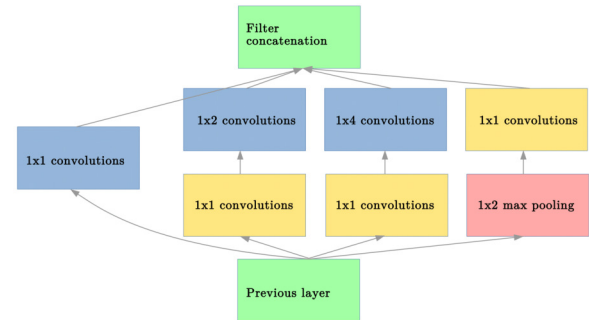 Filter
concatenation
1x2 convolutions
1x4 convolutions
1x1 convolutions
1x1 convolutions
1x1 convolutions
1x1 convolutions
1x2 max pooling
Previous layer